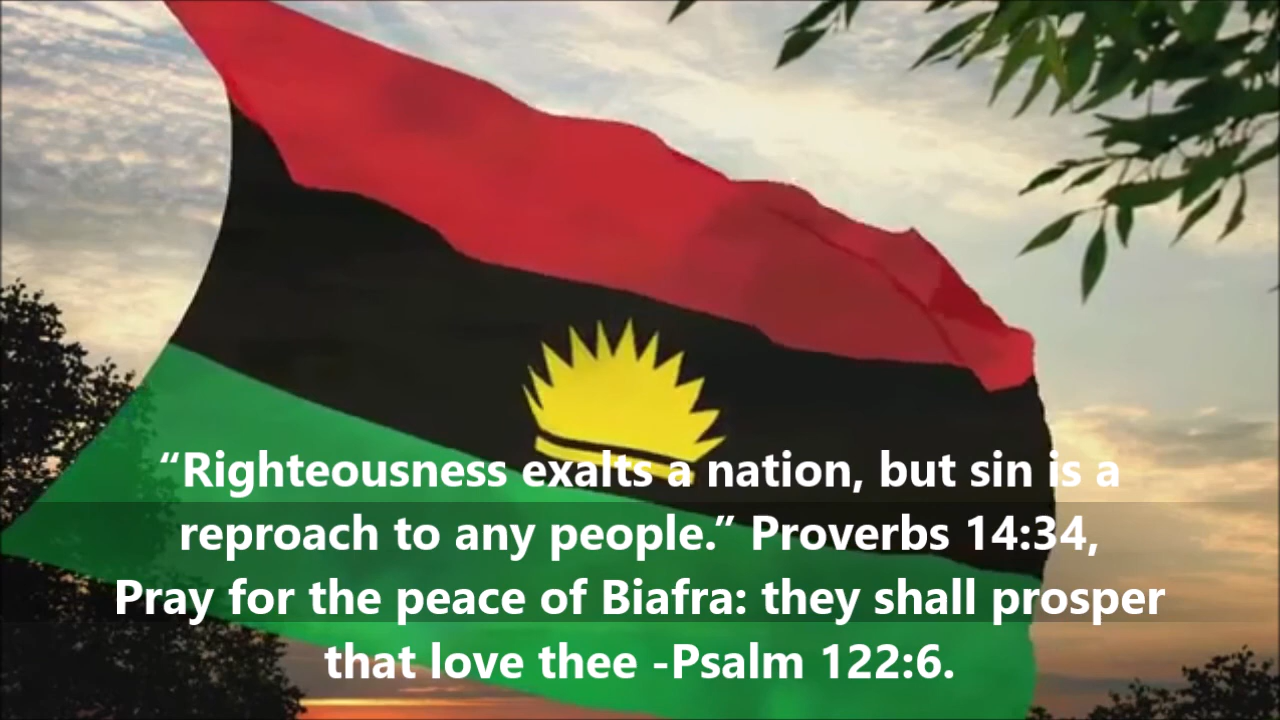 “Righteousness exalts a nation, but sin is a
reproach to any people.” Proverbs 14:34,
Pray for the peace of Biafra: they shall prosper
that love thee -Psalm 122:6.